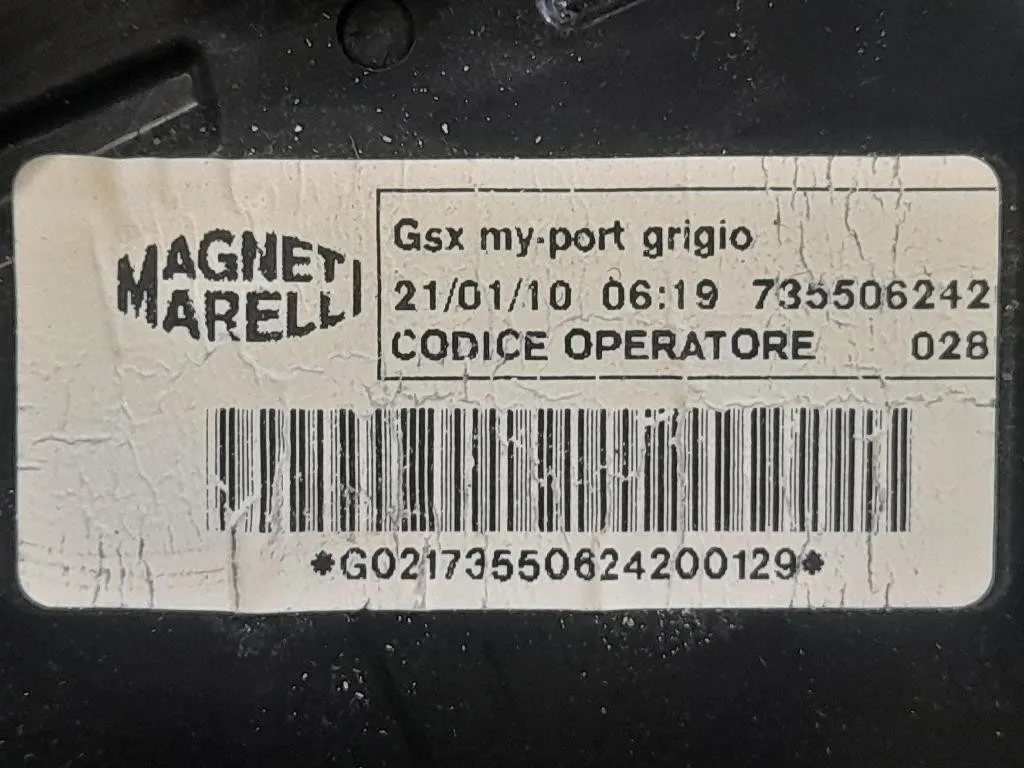 MAGNETI
MARELLI
Gsx my-port grigio
21/01/10 06:19 735506242
CODICE OPERATORE 028
*G02173550624200129*